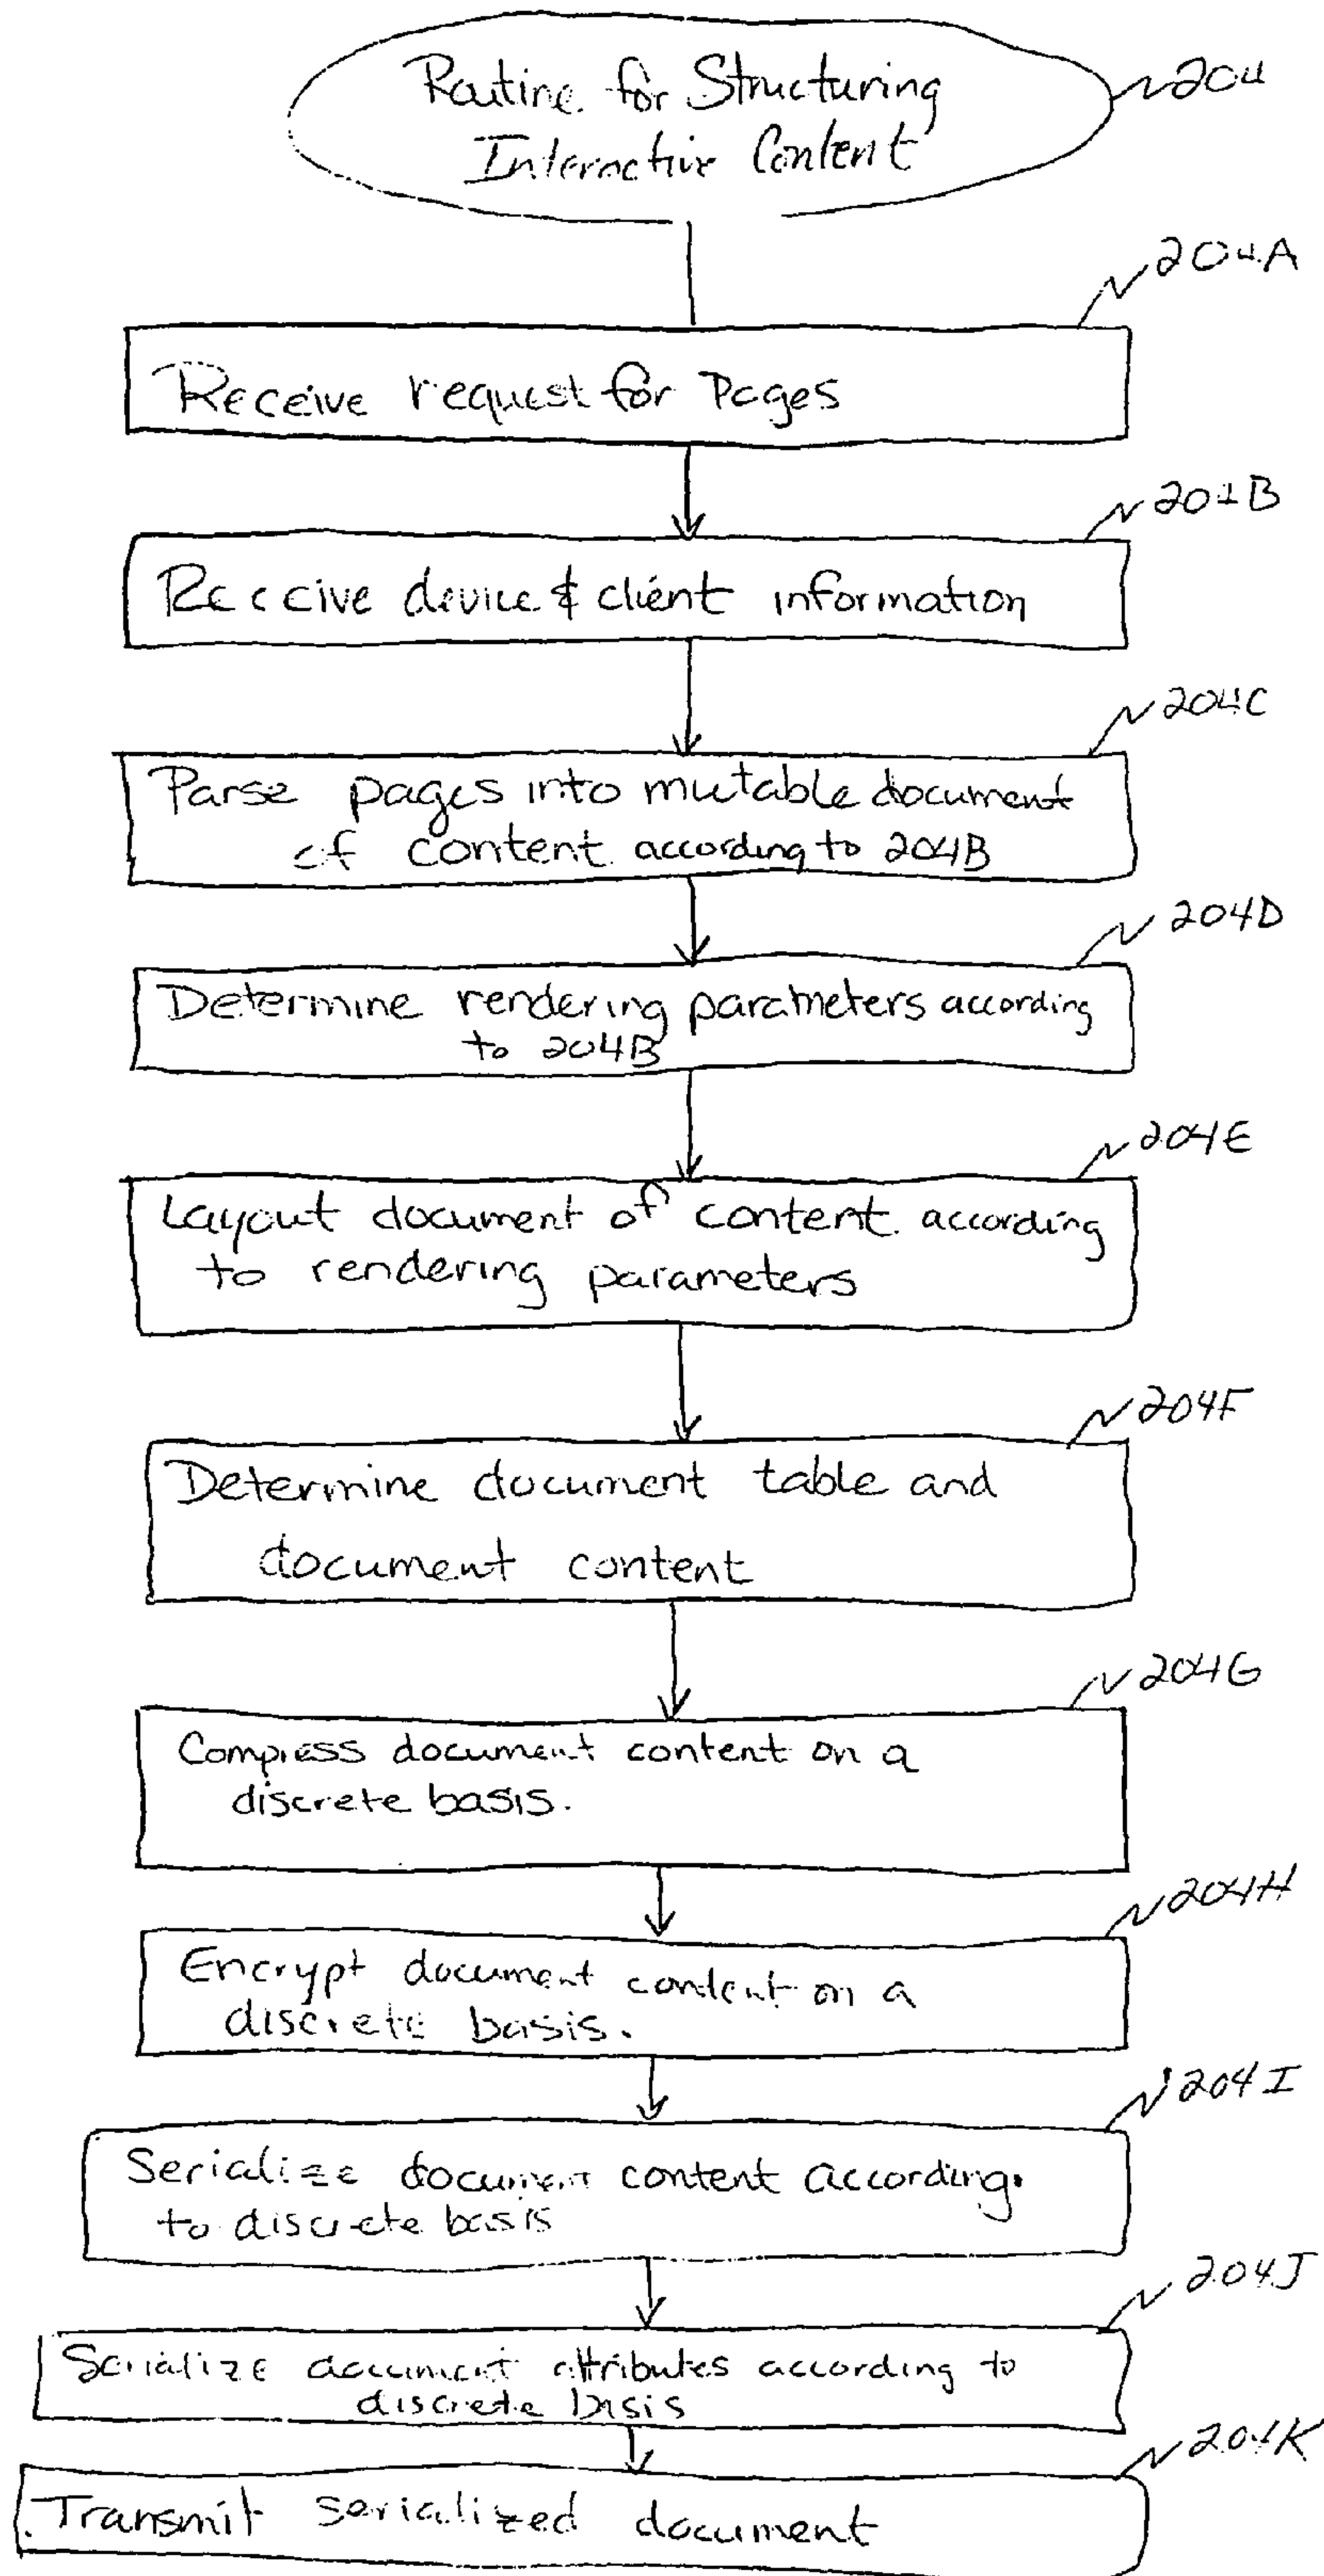 Routine for Structuring
Interactive Content
204
204A
Receive request for Pages
204B
Receive device & client information
204C
Parse pages into mutable document
of content according to 204B
204D
Determine rendering parameters according
to 204B
204E
Layout document of content according
to rendering parameters
204F
Determine document table and
document content
204G
Compress document content on a
discrete basis.
204H
Encrypt document content on a
discrete basis.
204I
Serialize document content according
to discrete basis
204J
Serialize document attributes according to
discrete basis
204K
Transmit serialized document